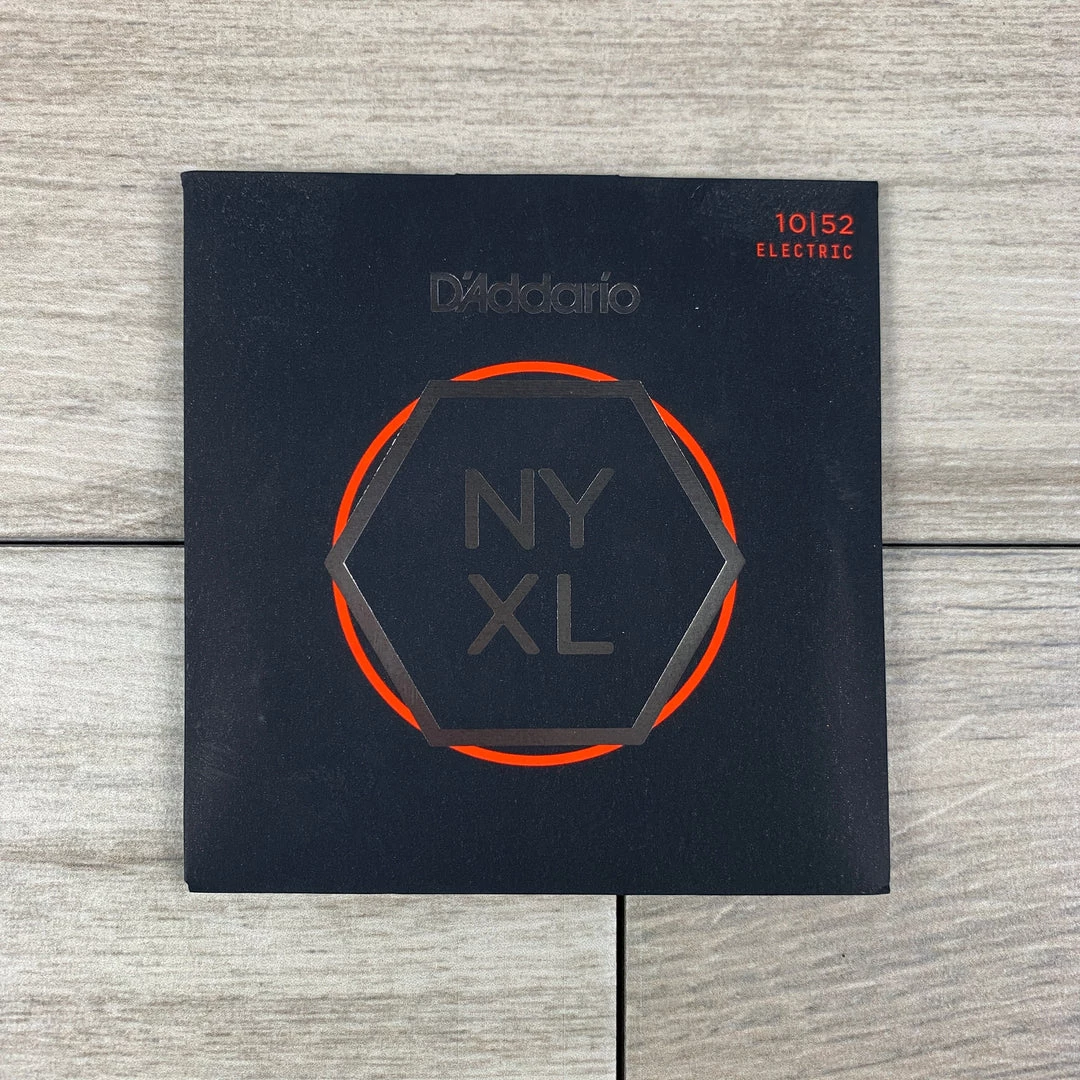 10|52
ELECTRIC
D'Addario
NY
XL